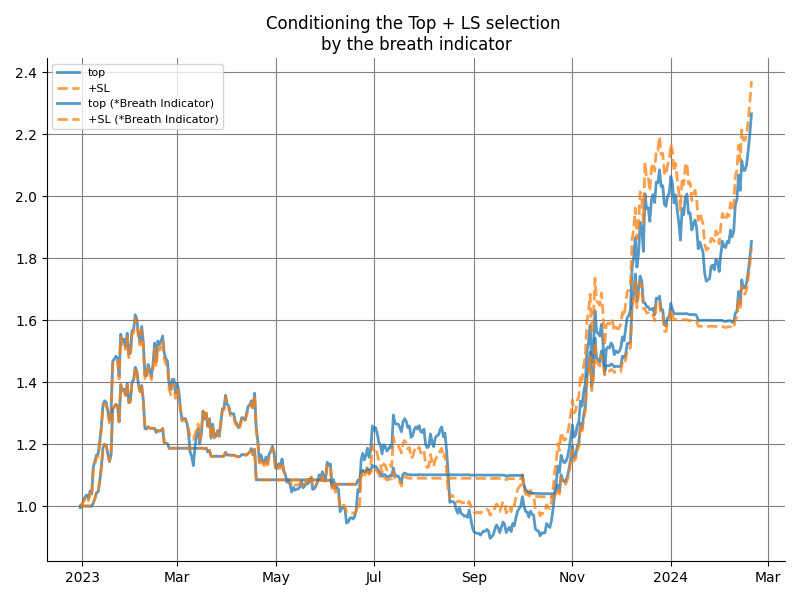 Conditioning the Top + LS selection
by the breath indicator
top
+SL
top (*Breath Indicator)
+SL (*Breath Indicator)
2.4
2.2
2.0
1.8
1.6
1.4
1.2
1.0
2023 Mar May Jul Sep Nov 2024 Mar